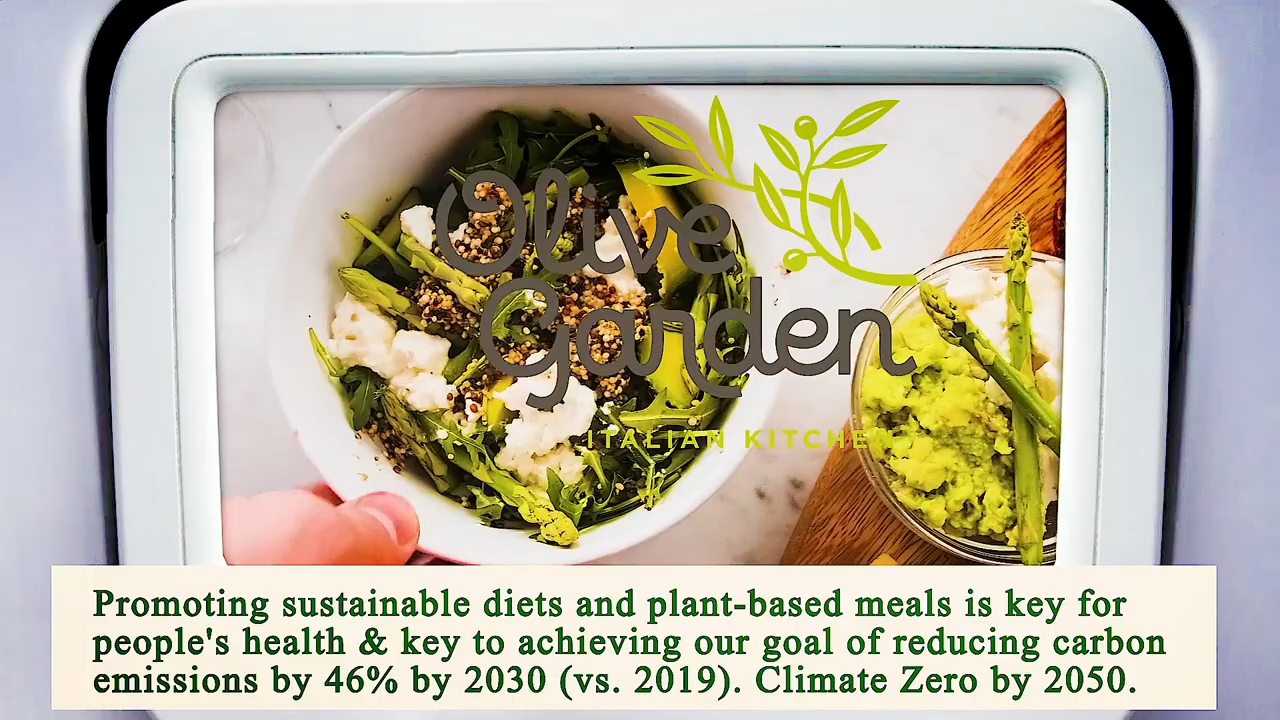 Olive
Garden
ITALIAN KITCHEN
Promoting sustainable diets and plant-based meals is key for
people's health & key to achieving our goal of reducing carbon
emissions by 46% by 2030 (vs. 2019). Climate Zero by 2050.